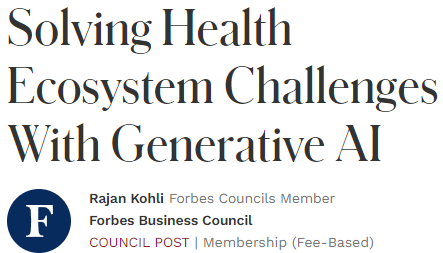 Solving Health
Ecosystem Challenges
With Generative AI
Rajan Kohli Forbes Councils Member
F
Forbes Business Council
COUNCIL POST | Membership (Fee-Based)